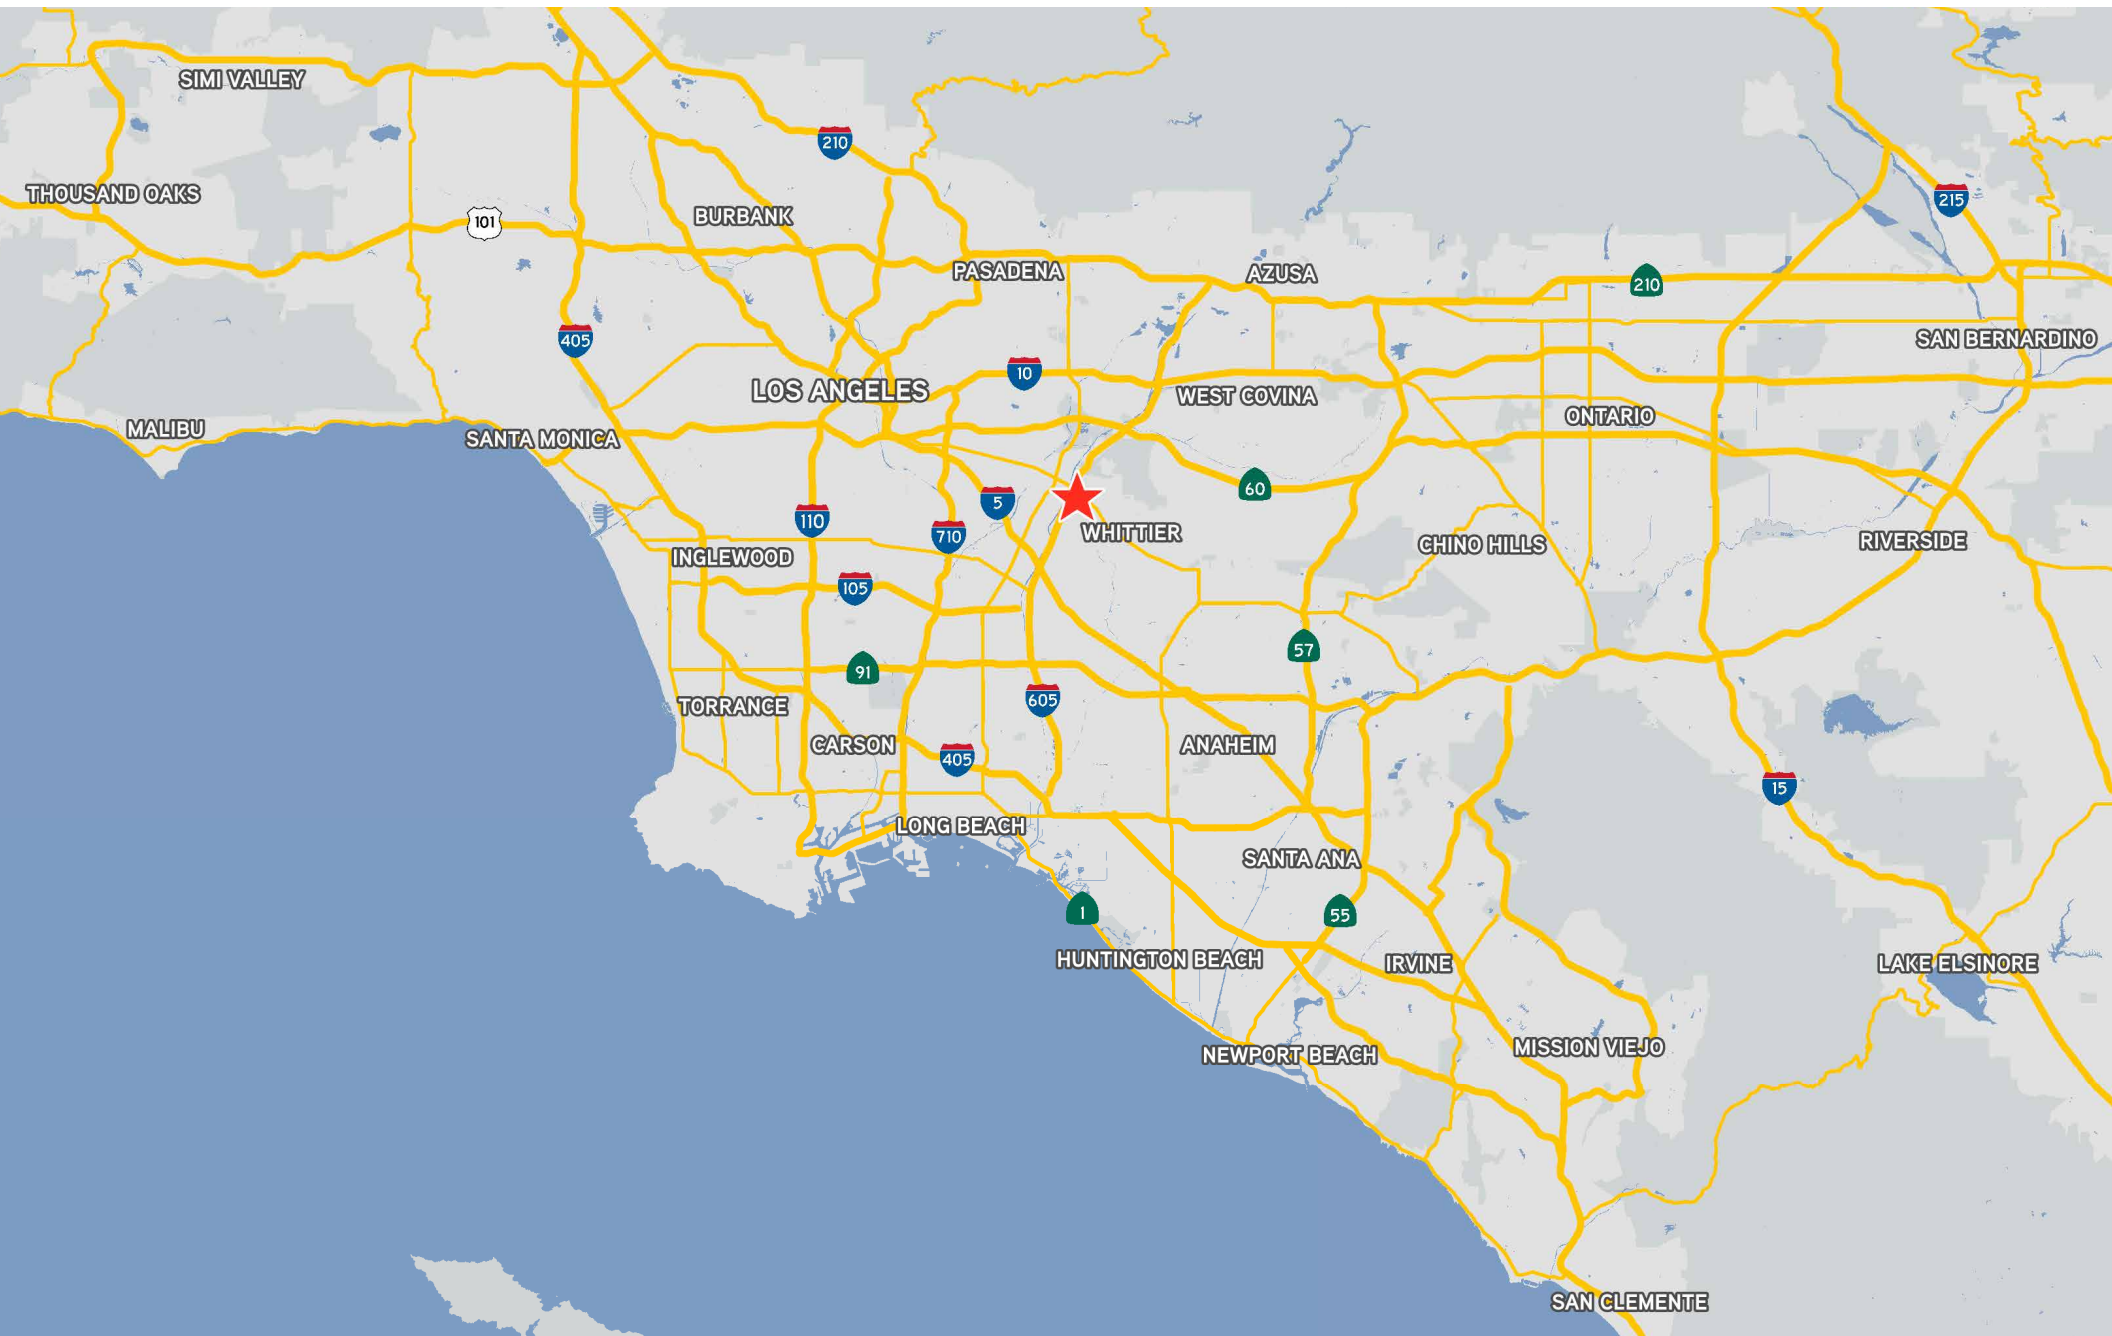 SIMI VALLEY
210
THOUSAND OAKS
215
BURBANK
101
PASADENA
AZUSA
210
405
SAN BERNARDINO
10
LOS ANGELES
WEST COVINA
ONTARIO
MALIBU
SANTA MONICA
60
5
110
WHITTIER
710
CHINO HILLS
RIVERSIDE
INGLEWOOD
105
57
91
605
TORRANCE
CARSON
ANAHEIM
405
15
LONG BEACH
SANTA ANA
1
55
HUNTINGTON BEACH
IRVINE
LAKE ELSINORE
MISSION VIEJO
NEWPORT BEACH
SAN CLEMENTE